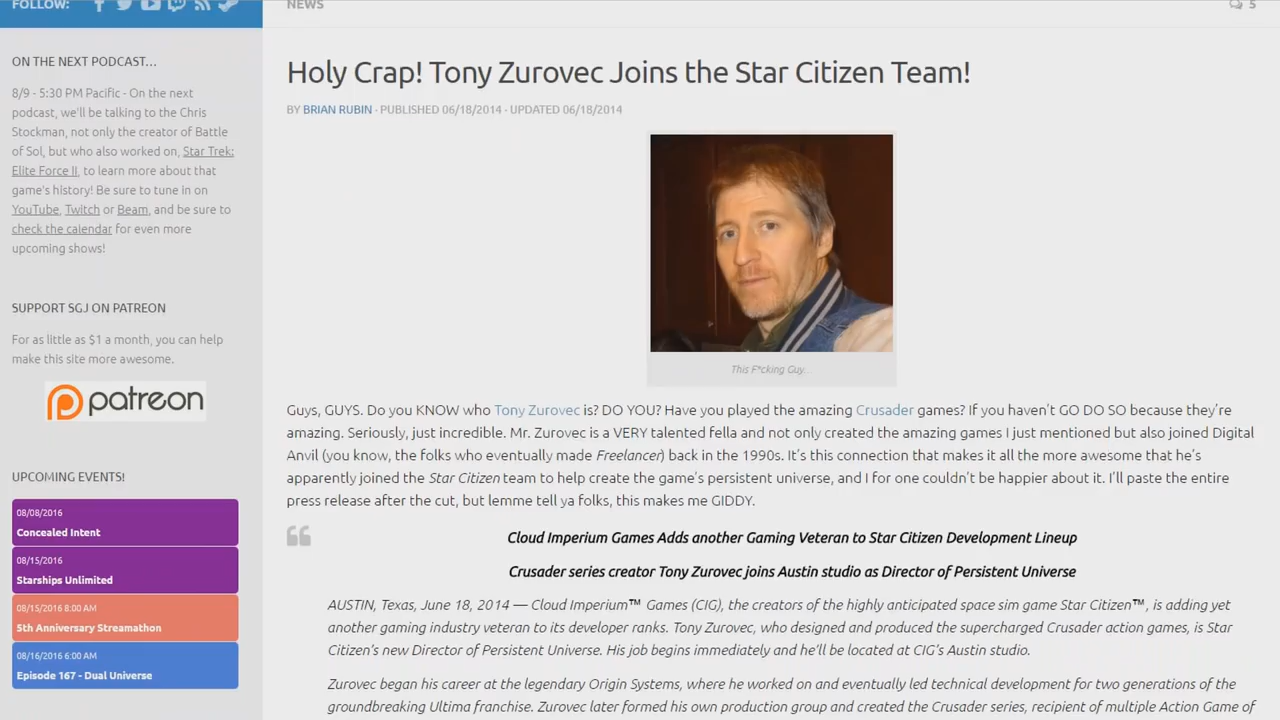 FOLLOW:
ON THE NEXT PODCAST...
8/9 - 5:30 PM Pacific - On the next
podcast, we'll be talking to the Chris
Stockman, not only the creator of Battle
of Sol, but who also worked on, Star Trek:
Elite Force II, to learn more about that
game's history! Be sure to tune in on
YouTube, Twitch or Beam, and be sure to
check the calendar for even more
upcoming shows!
SUPPORT SGJ ON PATREON
For as little as $1 a month, you can help
make this site more awesome.
patreon
UPCOMING EVENTS!
08/08/2016
Concealed Intent
08/15/2016
Starships Unlimited
08/15/2016 8:00 AM
5th Anniversary Streamathon
08/16/2016 6:00 AM
Episode 167 - Dual Universe
NEWS
5
Holy Crap! Tony Zurovec Joins the Star Citizen Team!
BY BRIAN RUBIN · PUBLISHED 06/18/2014 · UPDATED 06/18/2014
This F*cking Guy...
Guys, GUYS. Do you KNOW who Tony Zurovec is? DO YOU? Have you played the amazing Crusader games? If you haven't GO DO SO because they're
amazing. Seriously, just incredible. Mr. Zurovec is a VERY talented fella and not only created the amazing games I just mentioned but also joined Digital
Anvil (you know, the folks who eventually made Freelancer) back in the 1990s. It's this connection that makes it all the more awesome that he's
apparently joined the Star Citizen team to help create the game's persistent universe, and I for one couldn't be happier about it. I'll paste the entire
press release after the cut, but lemme tell ya folks, this makes me GIDDY.
Cloud Imperium Games Adds another Gaming Veteran to Star Citizen Development Lineup
Crusader series creator Tony Zurovec joins Austin studio as Director of Persistent Universe
AUSTIN, Texas, June 18, 2014 — Cloud Imperium™ Games (CIG), the creators of the highly anticipated space sim game Star Citizen™, is adding yet
another gaming industry veteran to its developer ranks. Tony Zurovec, who designed and produced the supercharged Crusader action games, is Star
Citizen's new Director of Persistent Universe. His job begins immediately and he'll be located at CIG's Austin studio.
Zurovec began his career at the legendary Origin Systems, where he worked on and eventually led technical development for two generations of the
groundbreaking Ultima franchise. Zurovec later formed his own production group and created the Crusader series, recipient of multiple Action Game of